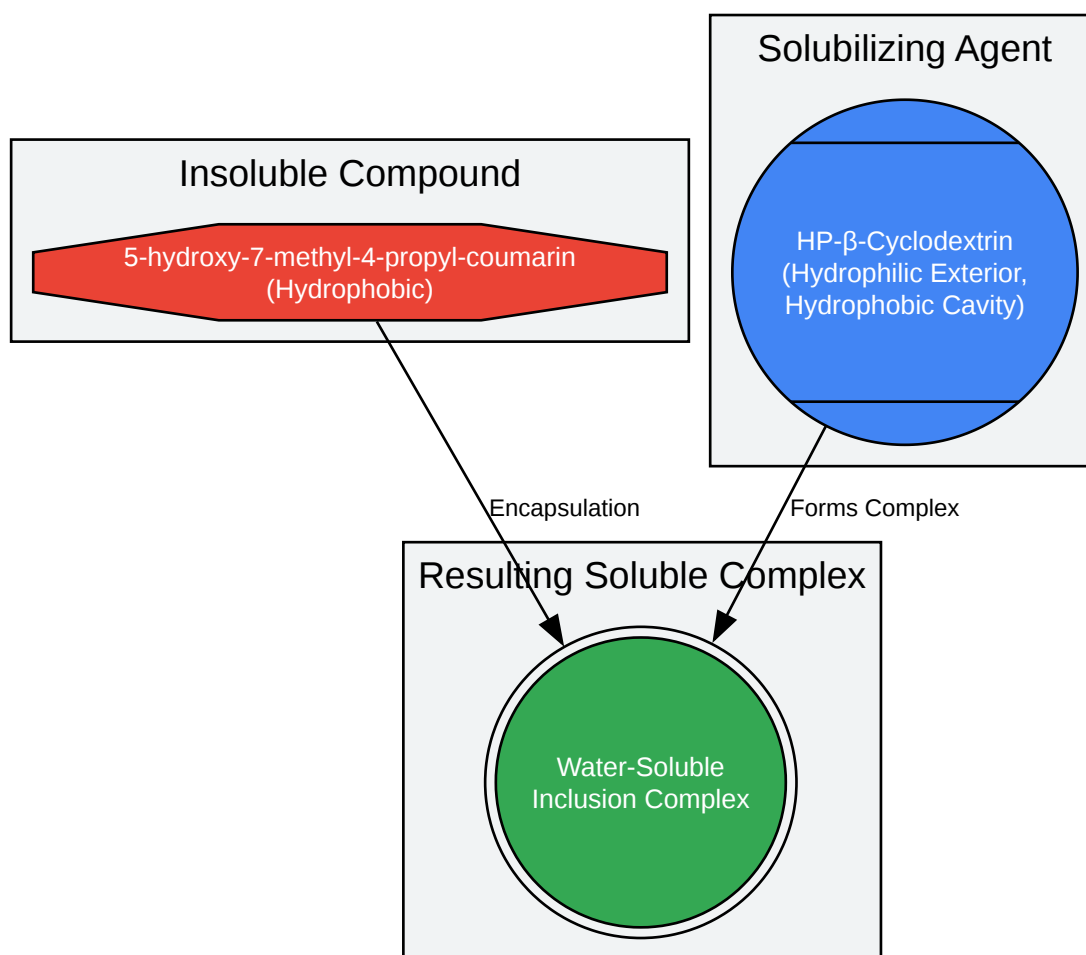 Solubilizing Agent
Insoluble Compound
5-hydroxy-7-methyl-4-propyl-coumarin
(Hydrophobic)
HP-β-Cyclodextrin
(Hydrophilic Exterior,
Hydrophobic Cavity)
Encapsulation
Forms Complex
Resulting Soluble Complex
Water-Soluble
Inclusion Complex